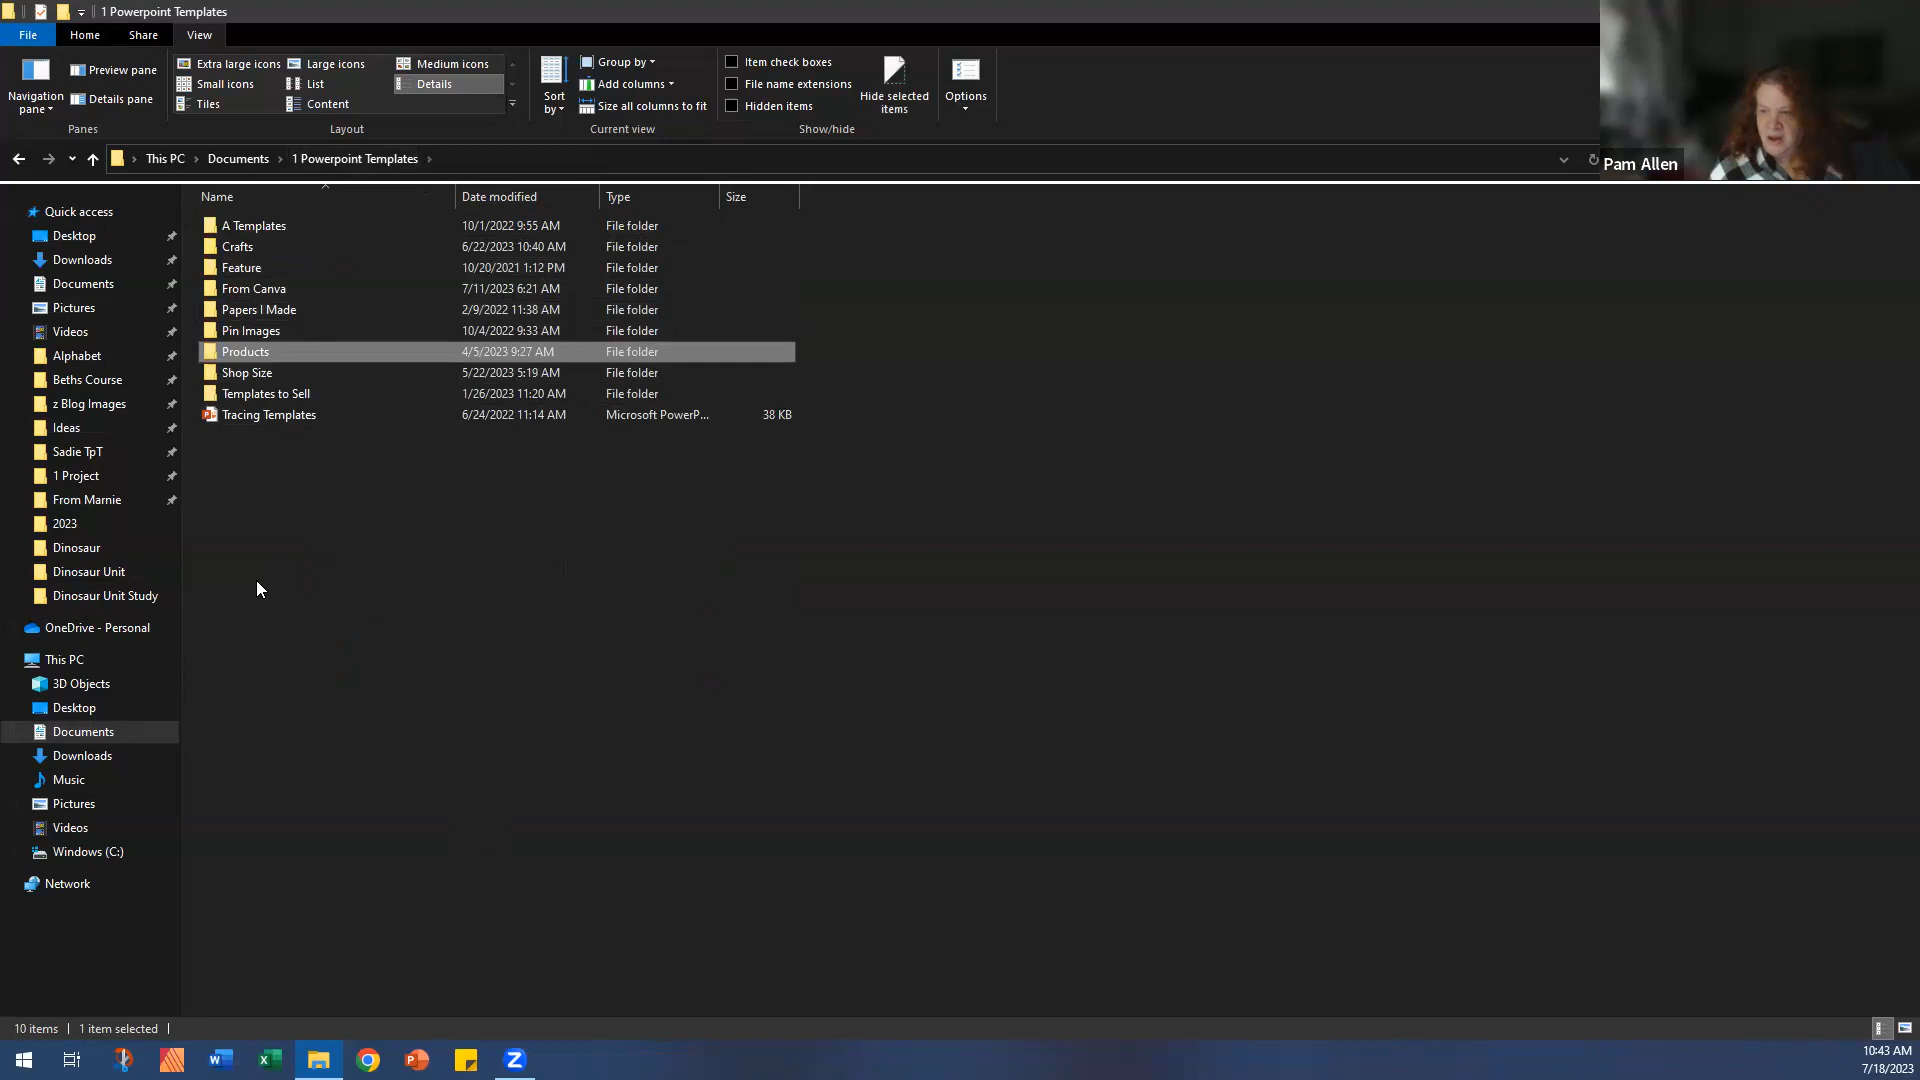 1 Powerpoint Templates
File Home Share View
Navigation pane
Preview pane
Details pane
Panes
Extra large icons Large icons Medium icons
Small icons List Details
Tiles Content
Layout
Sort by
Group by
Add columns
Size all columns to fit
Current view
Item check boxes
File name extensions
Hidden items
Hide selected items
Show/hide
Options
This PC Documents 1 Powerpoint Templates
Pam Allen
Name Date modified Type Size
A Templates 10/1/2022 9:55 AM File folder
Crafts 6/22/2023 10:40 AM File folder
Feature 10/20/2021 1:12 PM File folder
From Canva 7/11/2023 6:21 AM File folder
Papers I Made 2/9/2022 11:38 AM File folder
Pin Images 10/4/2022 9:33 AM File folder
Products 4/5/2023 9:27 AM File folder
Shop Size 5/22/2023 5:19 AM File folder
Templates to Sell 1/26/2023 11:20 AM File folder
Tracing Templates 6/24/2022 11:14 AM Microsoft PowerP... 38 KB
Quick access
Desktop
Downloads
Documents
Pictures
Videos
Alphabet
Beths Course
z Blog Images
Ideas
Sadie TpT
1 Project
From Marnie
2023
Dinosaur
Dinosaur Unit
Dinosaur Unit Study
OneDrive - Personal
This PC
3D Objects
Desktop
Documents
Downloads
Music
Pictures
Videos
Windows (C:)
Network
10 items 1 item selected
10:43 AM
7/18/2023